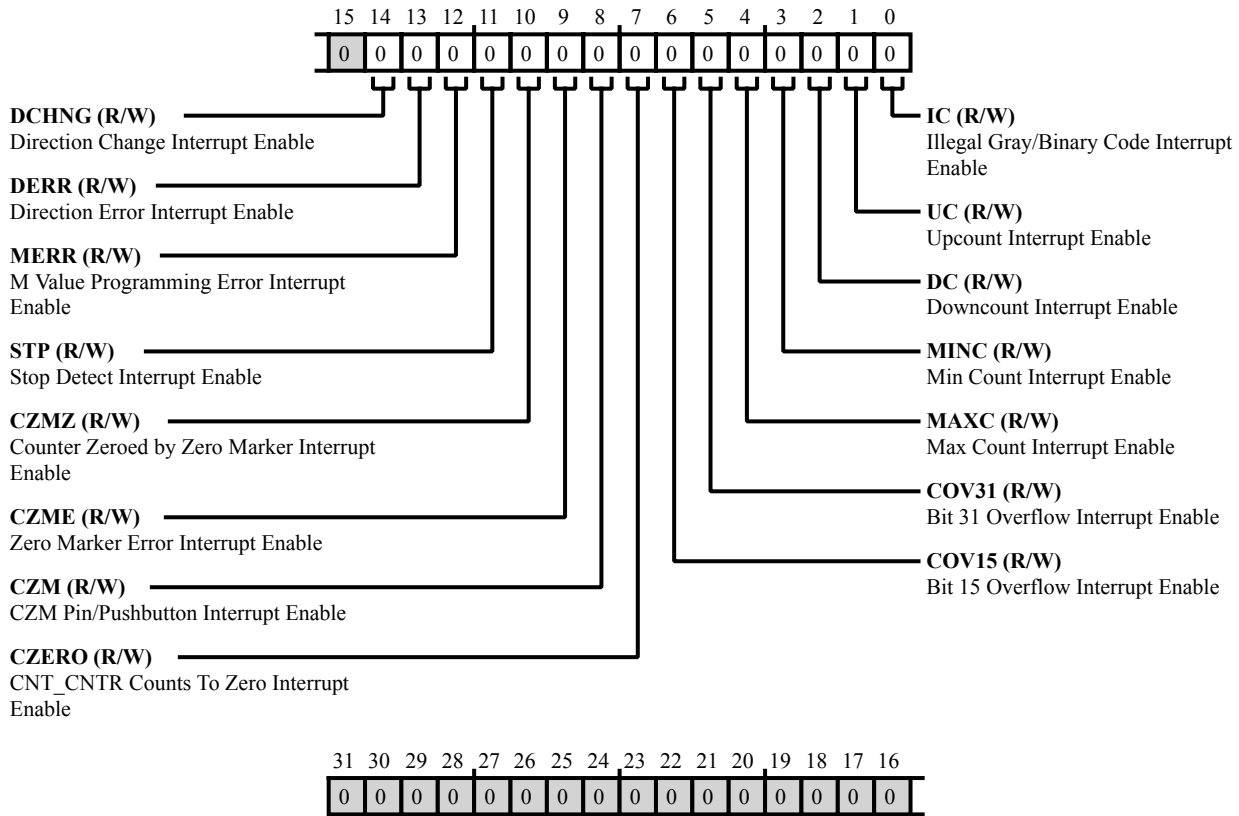 15 14 13 12 11 10 9 8 7 6 5 4 3 2 1 0
0 0 0 0 0 0 0 0 0 0 0 0 0 0 0 0
DCHNG (R/W)
Direction Change Interrupt Enable
DERR (R/W)
Direction Error Interrupt Enable
MERR (R/W)
M Value Programming Error Interrupt
Enable
STP (R/W)
Stop Detect Interrupt Enable
CZMZ (R/W)
Counter Zeroed by Zero Marker Interrupt
Enable
CZME (R/W)
Zero Marker Error Interrupt Enable
CZM (R/W)
CZM Pin/Pushbutton Interrupt Enable
CZERO (R/W)
CNT_CNTR Counts To Zero Interrupt
Enable
IC (R/W)
Illegal Gray/Binary Code Interrupt
Enable
UC (R/W)
Upcount Interrupt Enable
DC (R/W)
Downcount Interrupt Enable
MINC (R/W)
Min Count Interrupt Enable
MAXC (R/W)
Max Count Interrupt Enable
COV31 (R/W)
Bit 31 Overflow Interrupt Enable
COV15 (R/W)
Bit 15 Overflow Interrupt Enable
31 30 29 28 27 26 25 24 23 22 21 20 19 18 17 16
0 0 0 0 0 0 0 0 0 0 0 0 0 0 0 0